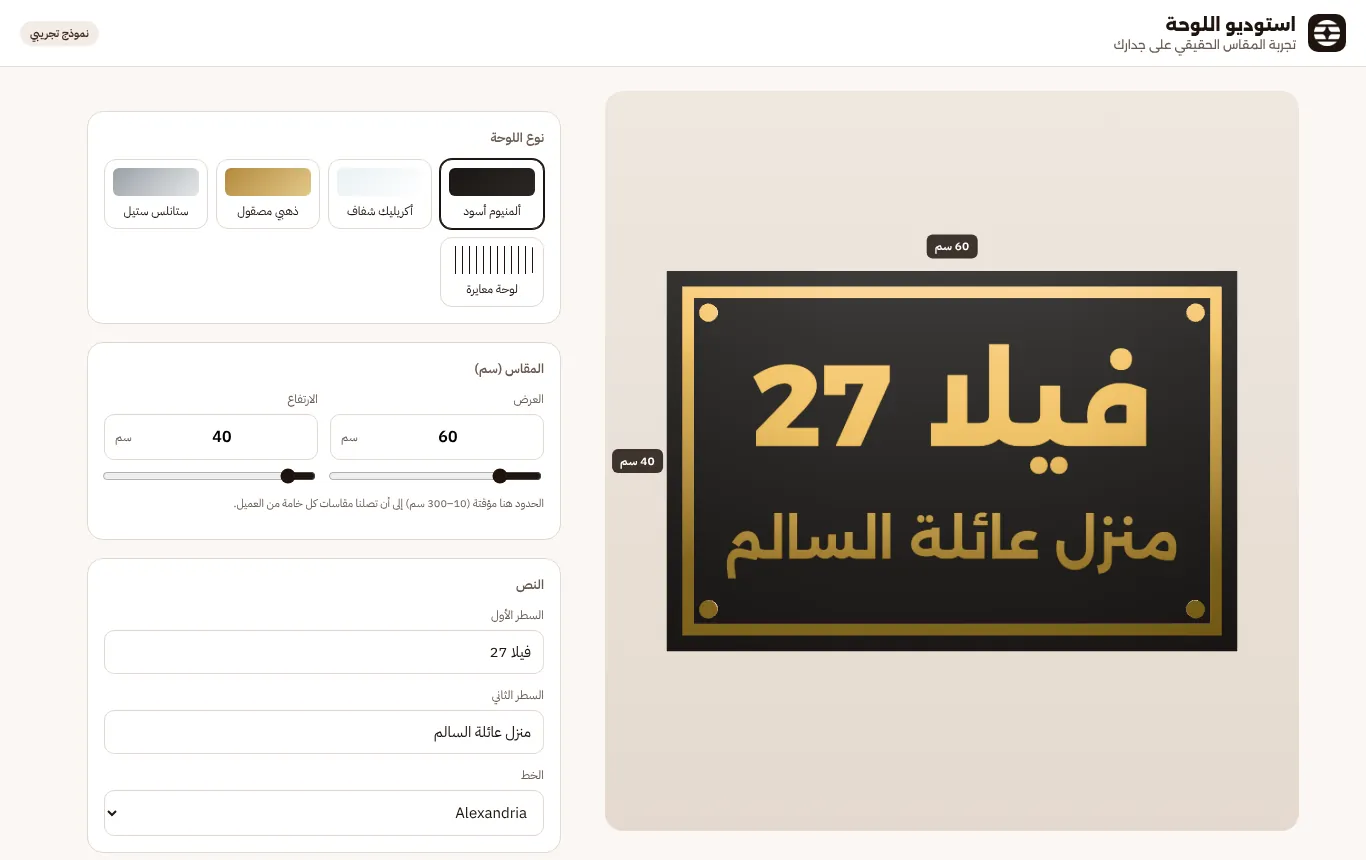 استوديو اللوحة
تجربة المقاس الحقيقي على جدارك
نموذج تجريبي
60 سم
40 سم
فيلا 27
منزل عائلة السالم
نوع اللوحة
ألمنيوم أسود
أكريليك شفاف
ذهبي مصقول
ستانلس ستيل
لوحة معايرة
المقاس (سم)
العرض
الارتفاع
60 سم
40 سم
الحدود هنا مؤقتة (10–300 سم) إلى أن تصلنا مقاسات كل خامة من العميل.
النص
السطر الأول
فيلا 27
السطر الثاني
منزل عائلة السالم
الخط
Alexandria